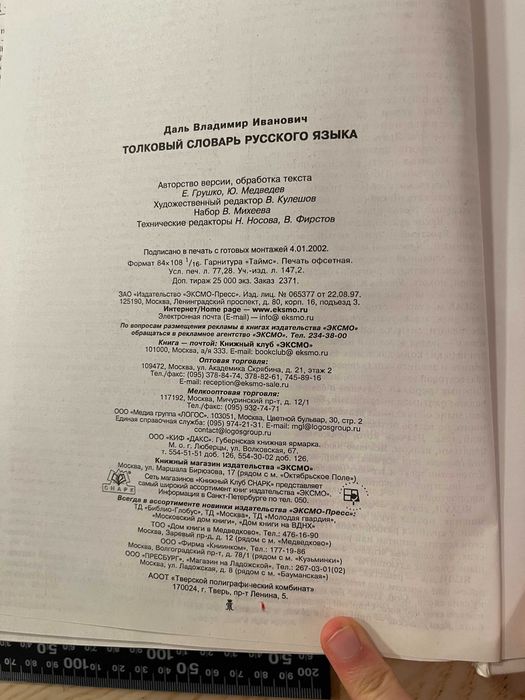 Даль Владимир Иванович
ТОЛКОВЫЙ СЛОВАРЬ РУССКОГО ЯЗЫКА
Авторство версии, обработка текста
Е. Грушко, Ю. Медведев
Художественный редактор В. Кулешов
Набор В. Михеева
Технические редакторы Н. Носова, В. Фирстов
Подписано в печать с готовых монтажей 4.01.2002.
Формат 84×108 1/16. Гарнитура «Таймс». Печать офсетная.
Усл. печ. л. 77,28. Уч.-изд. л. 147,2.
Доп. тираж 25 000 экз. Заказ 2371.
ЗАО «Издательство «ЭКСМО-Пресс». Изд. лиц. № 065377 от 22.08.97.
125190, Москва, Ленинградский проспект, д. 80, корп. 16, подъезд 3.
Интернет/Home page — www.eksmo.ru
Электронная почта (E-mail) — info@ eksmo.ru
По вопросам размещения рекламы в книгах издательства «ЭКСМО»
обращаться в рекламное агентство «ЭКСМО». Тел. 234-38-00
Книга — почтой: Книжный клуб «ЭКСМО»
101000, Москва, а/я 333. E-mail: bookclub@ eksmo.ru
Оптовая торговля:
109472, Москва, ул. Академика Скрябина, д. 21, этаж 2
Тел./факс: (095) 378-84-74, 378-82-61, 745-89-16
E-mail: reception@eksmo-sale.ru
Мелкооптовая торговля:
117192, Москва, Мичуринский пр-т, д. 12/1
Тел./факс: (095) 932-74-71
ООО «Медиа группа «ЛОГОС». 103051, Москва, Цветной бульвар, 30, стр. 2
Единая справочная служба: (095) 974-21-31. E-mail: mgl@logosgroup.ru
contact@logosgroup.ru
ООО «КИФ «ДАКС». Губернская книжная ярмарка.
М. о. г. Люберцы, ул. Волковская, 67.
т. 554-51-51 доб. 126, 554-30-02 доб. 126.
Книжный магазин издательства «ЭКСМО»
Москва, ул. Маршала Бирюзова, 17 (рядом с м. «Октябрьское Поле»)
Сеть магазинов «Книжный Клуб СНАРК» представляет
самый широкий ассортимент книг издательства «ЭКСМО».
Информация в Санкт-Петербурге по тел. 050.
СНАРК
Всегда в ассортименте новинки издательства «ЭКСМО-Пресс»:
ТД «Библио-Глобус», ТД «Москва», ТД «Молодая гвардия»,
«Московский дом книги», «Дом книги на ВДНХ»
ТОО «Дом книги в Медведково». Тел.: 476-16-90
Москва, Заревый пр-д, д. 12 (рядом с м. «Медведково»)
ООО «Фирма «Книинком». Тел.: 177-19-86
Москва, Волгоградский пр-т, д. 78/1 (рядом с м. «Кузьминки»)
ООО «ПРЕСБУРГ», «Магазин на Ладожской». Тел.: 267-03-01(02)
Москва, ул. Ладожская, д. 8 (рядом с м. «Бауманская»)
АООТ «Тверской полиграфический комбинат»
170024, г. Тверь, пр-т Ленина, 5.